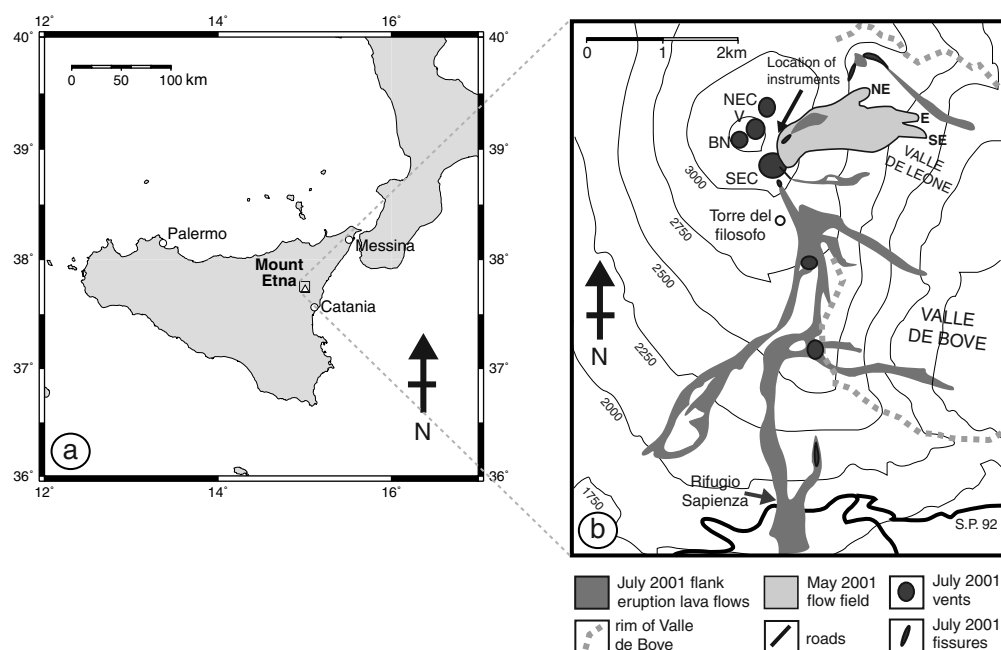 12˚
14˚
16˚
40˚
40˚
0 50 100 km
39˚
39˚
Palermo
Messina
38˚
38˚
Mount
Etna
Catania
37˚
37˚
N
a
36˚
36˚
12˚
14˚
16˚
0 1 2km
Location of
instruments
NEC
V
BN
SEC
NE
E
SE
VALLE
DE LEONE
3000
Torre del
filosofo
2750
2500
VALLE
DE BOVE
N
2250
2000
Rifugio
Sapienza
1750
S.P. 92
b
July 2001 flank
eruption lava flows
May 2001
flow field
July 2001
vents
rim of Valle
de Bove
roads
July 2001
fissures